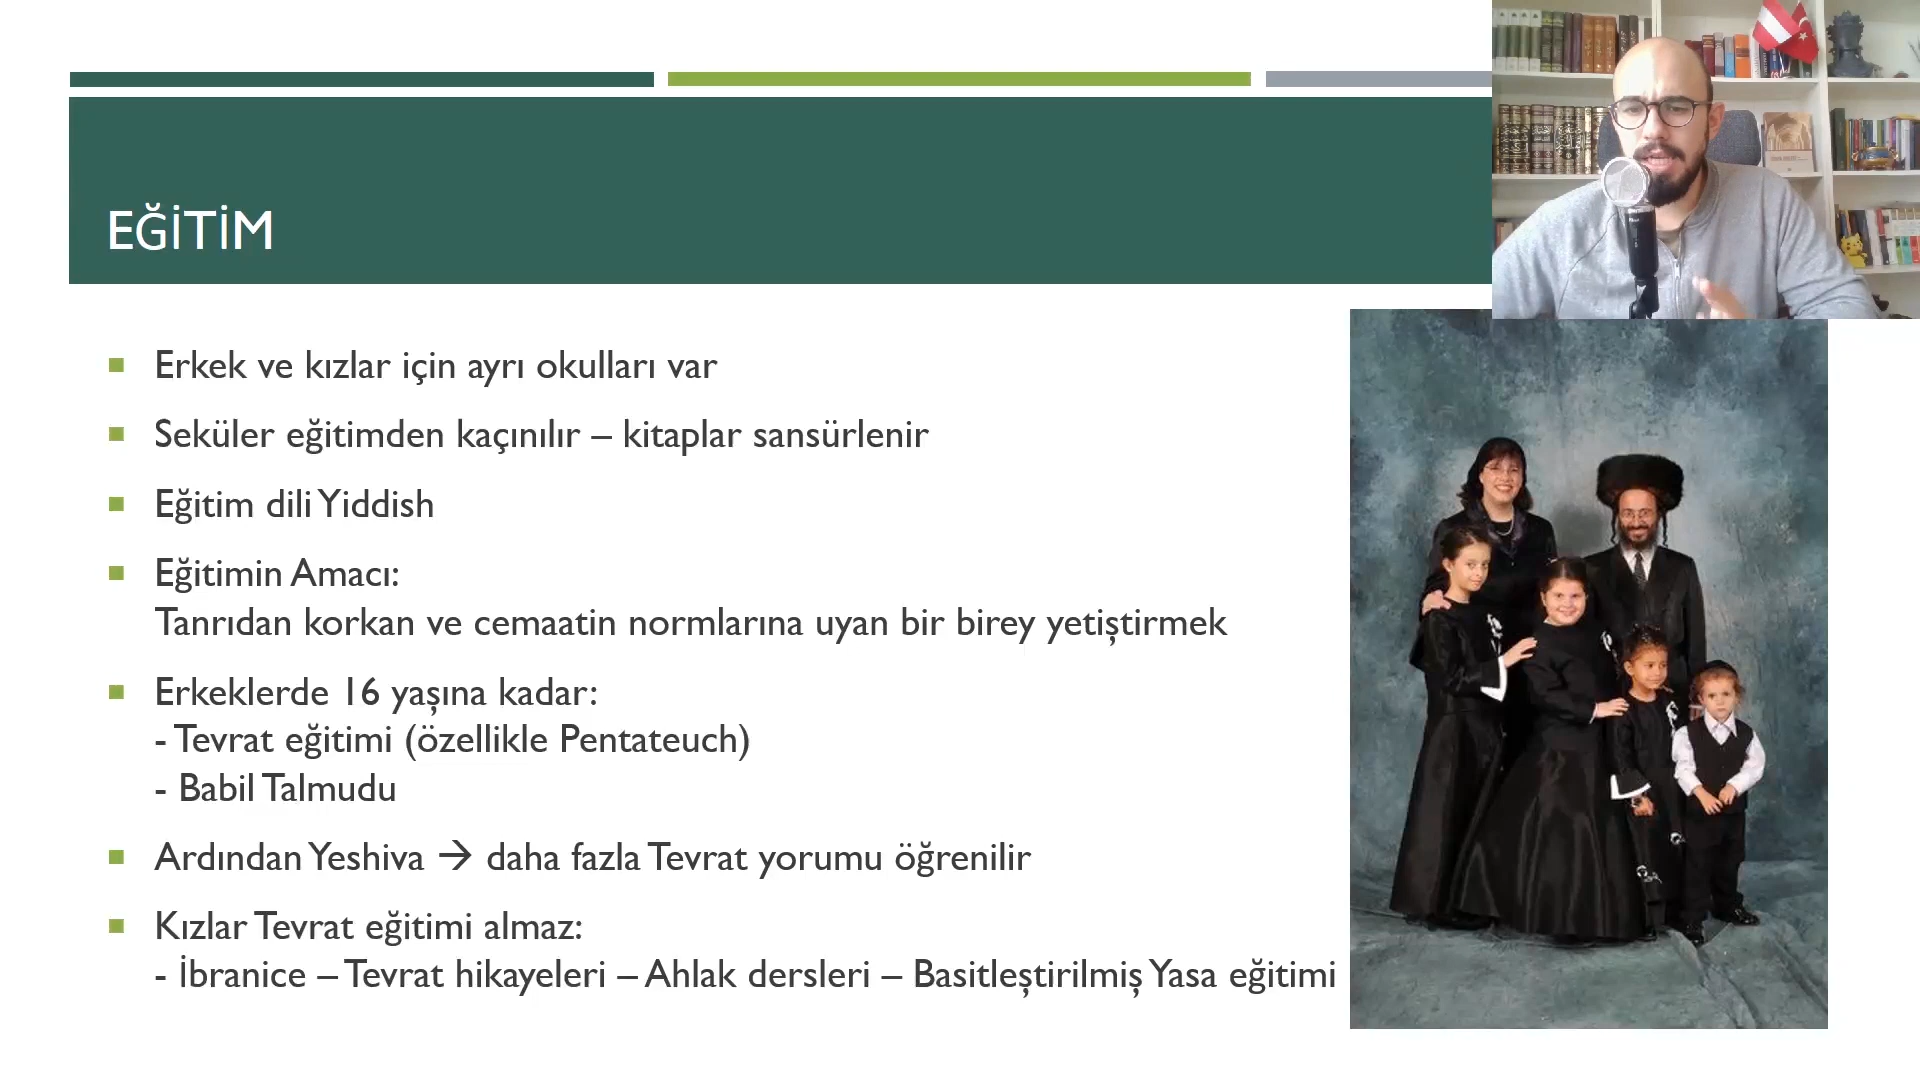 EĞİTİM
Erkek ve kızlar için ayrı okulları var
Seküler eğitimden kaçınılır – kitaplar sansürlenir
Eğitim dili Yiddish
Eğitimin Amacı:
Tanrıdan korkan ve cemaatin normlarına uyan bir birey yetiştirmek
Erkeklerde 16 yaşına kadar:
- Tevrat eğitimi (özellikle Pentateuch)
- Babil Talmudu
Ardından Yeshiva → daha fazla Tevrat yorumu öğrenilir
Kızlar Tevrat eğitimi almaz:
- İbranice – Tevrat hikayeleri – Ahlak dersleri – Basitleştirilmiş Yasa eğitimi